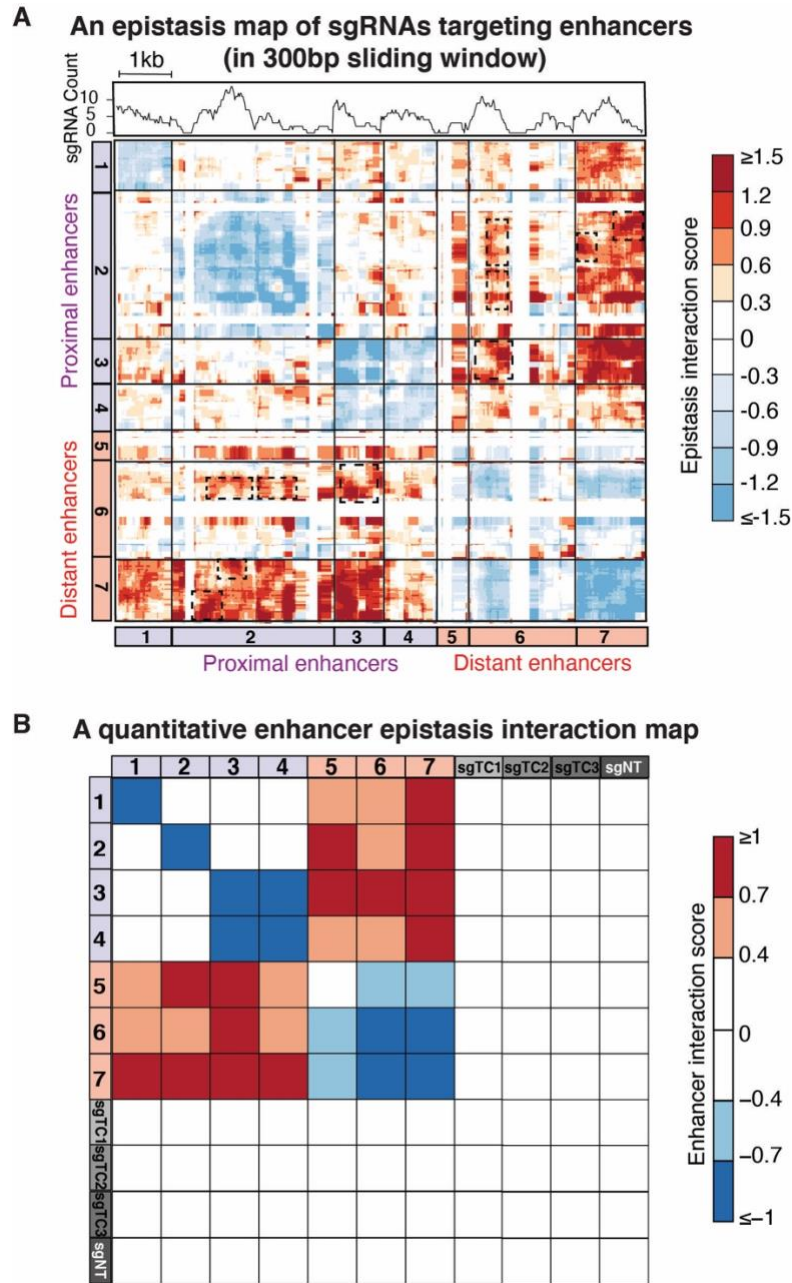 A
An epistasis map of sgRNAs targeting enhancers
(in 300bp sliding window)
1kb
sgRNA Count
10
5
0
Proximal enhancers
Distant enhancers
1
2
3
4
5
6
7
1 2 3 4 5 6 7
Proximal enhancers Distant enhancers
Epistasis interaction score
≥1.5
1.2
0.9
0.6
0.3
0
-0.3
-0.6
-0.9
-1.2
≤-1.5
B
A quantitative enhancer epistasis interaction map
1 2 3 4 5 6 7 sgTC1 sgTC2 sgTC3 sgNT
1
2
3
4
5
6
7
sgTC1
sgTC2
sgTC3
sgNT
Enhancer interaction score
≥1
0.7
0.4
0
−0.4
−0.7
≤−1